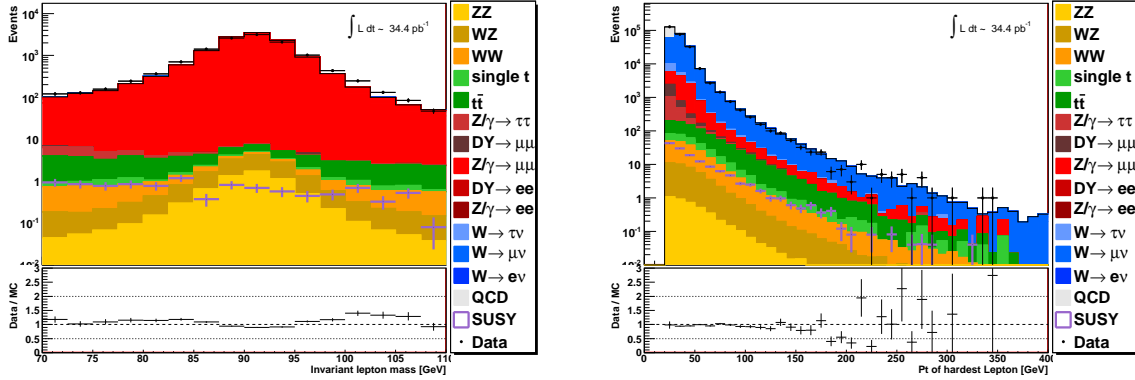 Events
10⁴
10³
10²
10
1
10⁻¹
10⁻²
∫ L dt ~ 34.4 pb⁻¹
Data / MC
3
2.5
2
1.5
1
0.5
0
70 75 80 85 90 95 100 105 110
Invariant lepton mass [GeV]
ZZ
WZ
WW
single t
tt̄
Z/γ→ ττ
DY→ μμ
Z/γ→ μμ
DY→ ee
Z/γ→ ee
W→ τν
W→ μν
W→ eν
QCD
SUSY
Data
Events
10⁶
10⁵
10⁴
10³
10²
10
1
10⁻¹
10⁻²
∫ L dt ~ 34.4 pb⁻¹
Data / MC
3
2.5
2
1.5
1
0.5
0
0 50 100 150 200 250 300 350 400
Pt of hardest Lepton [GeV]
ZZ
WZ
WW
single t
tt̄
Z/γ→ ττ
DY→ μμ
Z/γ→ μμ
DY→ ee
Z/γ→ ee
W→ τν
W→ μν
W→ eν
QCD
SUSY
Data